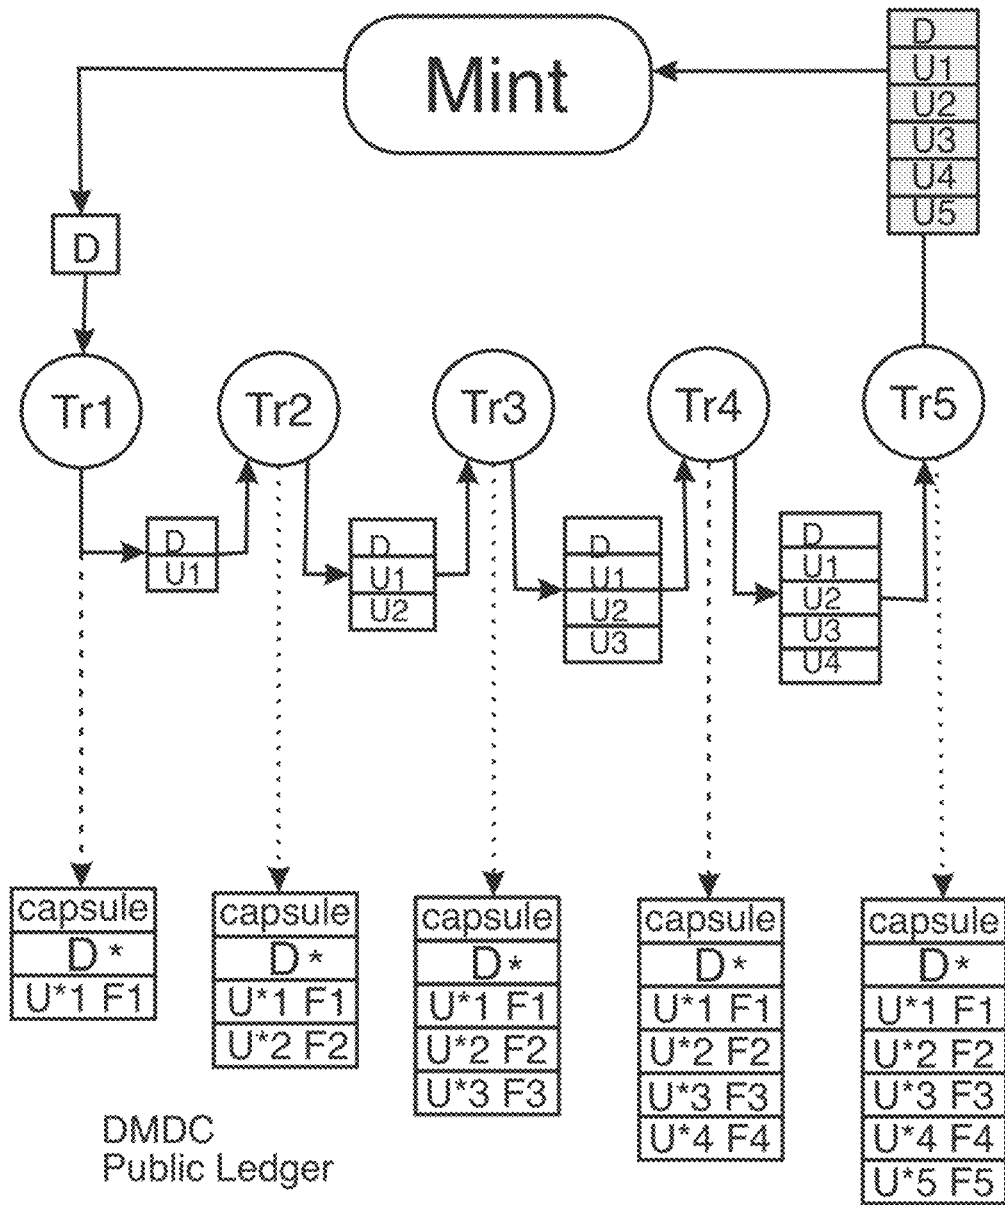 Mint
D
U1
U2
U3
U4
U5
D
Tr1
Tr2
Tr3
Tr4
Tr5
D
U1
D
U1
U2
D
U1
U2
U3
D
U1
U2
U3
U4
capsule
D*
U*1 F1
capsule
D*
U*1 F1
U*2 F2
capsule
D*
U*1 F1
U*2 F2
U*3 F3
capsule
D*
U*1 F1
U*2 F2
U*3 F3
U*4 F4
capsule
D*
U*1 F1
U*2 F2
U*3 F3
U*4 F4
U*5 F5
DMDC
Public Ledger